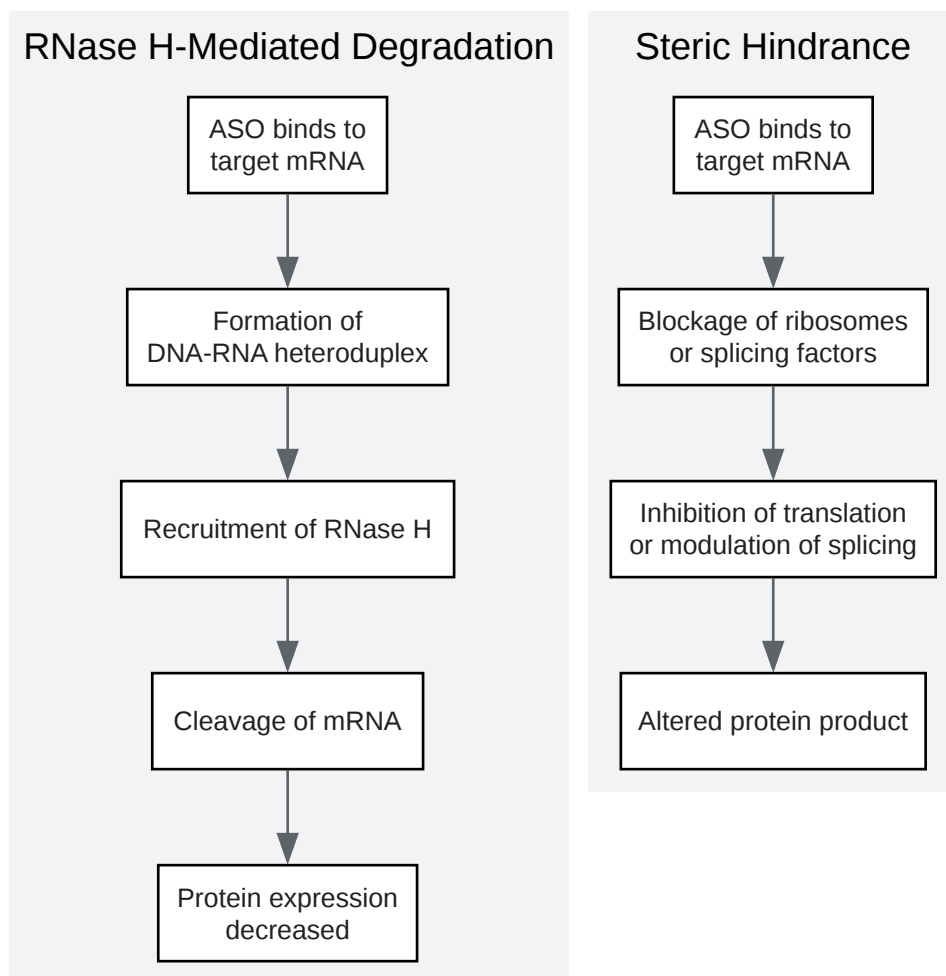 RNase H-Mediated Degradation
ASO binds to
target mRNA
Formation of
DNA-RNA heteroduplex
Recruitment of RNase H
Cleavage of mRNA
Protein expression
decreased
Steric Hindrance
ASO binds to
target mRNA
Blockage of ribosomes
or splicing factors
Inhibition of translation
or modulation of splicing
Altered protein product